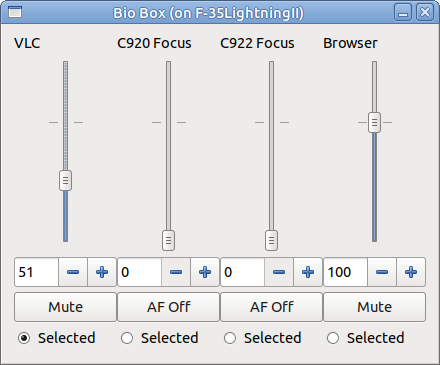 Bio Box (on F-35LightningII)
VLC C920 Focus C922 Focus Browser
51 0 0 100
Mute AF Off AF Off Mute
Selected Selected Selected Selected